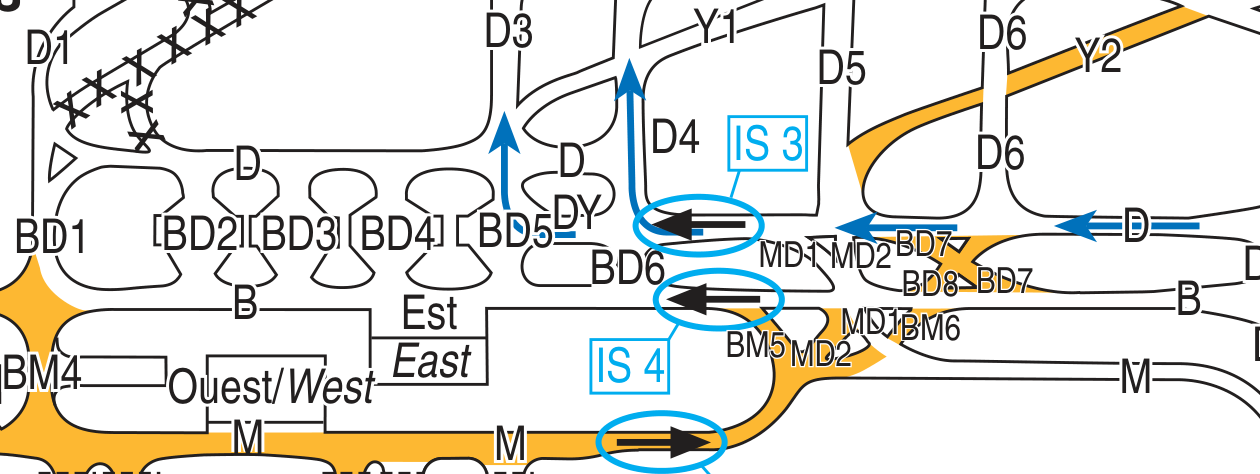 D1
D3
Y1
D5
D6
Y2
D4
IS 3
D6
D
D
DY
BD1
[BD2]
[BD3]
BD4]
BD5
BD6
MD1
MD2
BD7
D
BD8
BD7
B
B
Est
East
MD1
BM6
BM5
MD2
IS 4
BM4
Ouest/West
M
M
M